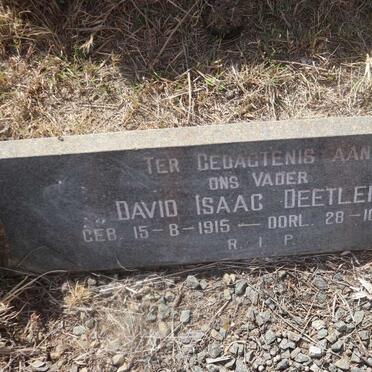 TER GEDAGTENIS AAN
ONS VADER
DAVID ISAAC DEETLE
GEB. 15-8-1915 — OORL. 28-1
R. I. P.